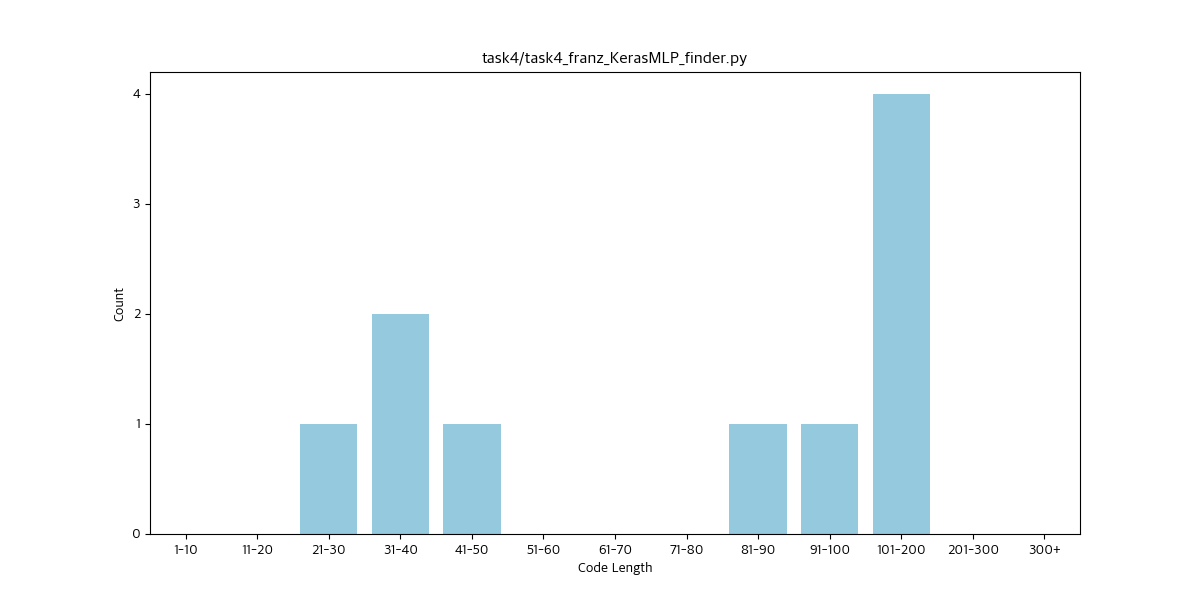 task4/task4_franz_KerasMLP_finder.py
4
3
2
1
0
Count
1-10 11-20 21-30 31-40 41-50 51-60 61-70 71-80 81-90 91-100 101-200 201-300 300+
Code Length